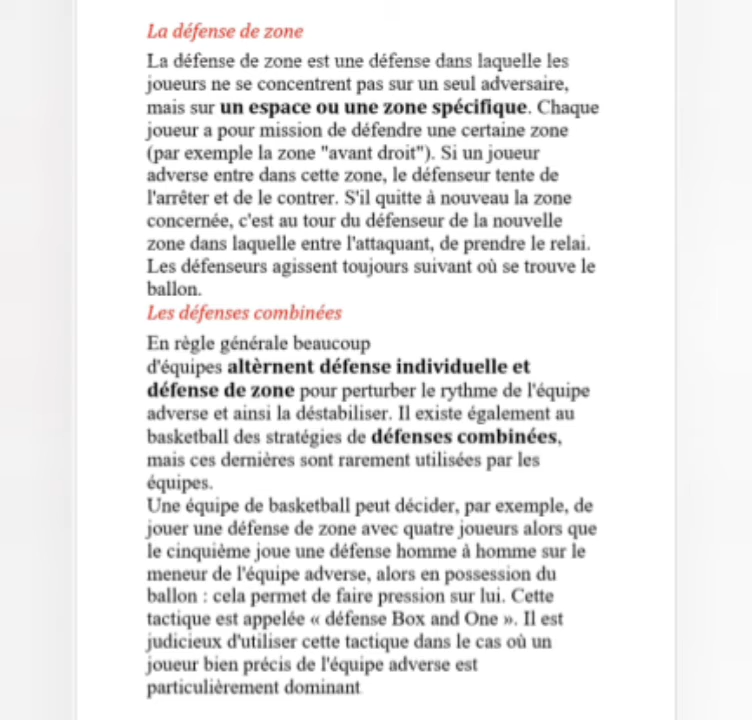 La défense de zone
La défense de zone est une défense dans laquelle les
joueurs ne se concentrent pas sur un seul adversaire,
mais sur un espace ou une zone spécifique. Chaque
joueur a pour mission de défendre une certaine zone
(par exemple la zone "avant droit"). Si un joueur
adverse entre dans cette zone, le défenseur tente de
l'arrêter et de le contrer. S'il quitte à nouveau la zone
concernée, c'est au tour du défenseur de la nouvelle
zone dans laquelle entre l'attaquant, de prendre le relai.
Les défenseurs agissent toujours suivant où se trouve le
ballon.
Les défenses combinées
En règle générale beaucoup
d'équipes altèrnent défense individuelle et
défense de zone pour perturber le rythme de l'équipe
adverse et ainsi la déstabiliser. Il existe également au
basketball des stratégies de défenses combinées,
mais ces dernières sont rarement utilisées par les
équipes.
Une équipe de basketball peut décider, par exemple, de
jouer une défense de zone avec quatre joueurs alors que
le cinquième joue une défense homme à homme sur le
meneur de l'équipe adverse, alors en possession du
ballon : cela permet de faire pression sur lui. Cette
tactique est appelée « défense Box and One ». Il est
judicieux d'utiliser cette tactique dans le cas où un
joueur bien précis de l'équipe adverse est
particulièrement dominant